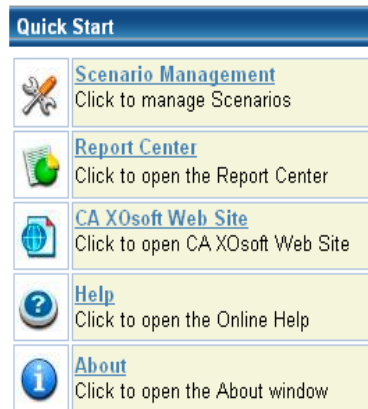 Quick Start
Scenario Management
Click to manage Scenarios
Report Center
Click to open the Report Center
CA XOsoft Web Site
Click to open CA XOsoft Web Site
Help
Click to open the Online Help
About
Click to open the About window